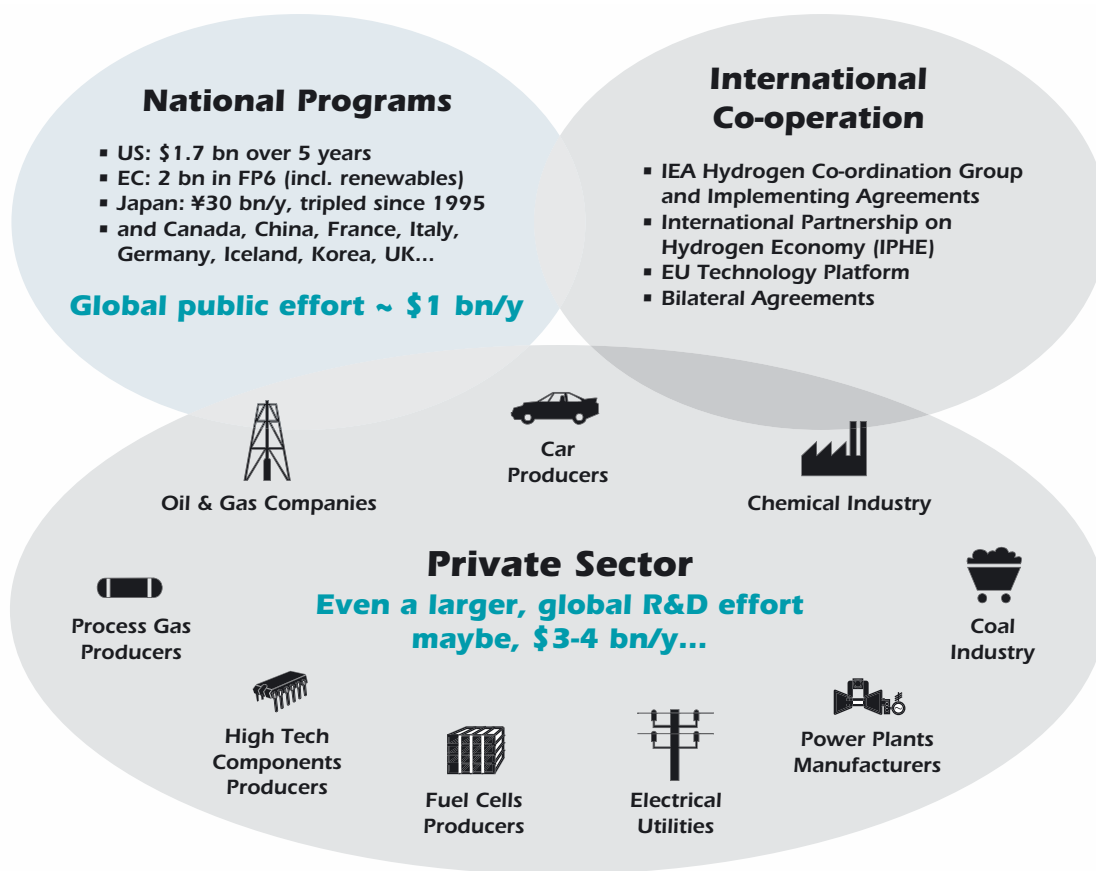 National Programs
▪ US: $1.7 bn over 5 years
▪ EC: 2 bn in FP6 (incl. renewables)
▪ Japan: ¥30 bn/y, tripled since 1995
▪ and Canada, China, France, Italy,
Germany, Iceland, Korea, UK...
Global public effort ~ $1 bn/y
International
Co-operation
▪ IEA Hydrogen Co-ordination Group
and Implementing Agreements
▪ International Partnership on
Hydrogen Economy (IPHE)
▪ EU Technology Platform
▪ Bilateral Agreements
Oil & Gas Companies
Car
Producers
Chemical Industry
Private Sector
Even a larger, global R&D effort
maybe, $3-4 bn/y...
Process Gas
Producers
Coal
Industry
High Tech
Components
Producers
Fuel Cells
Producers
Electrical
Utilities
Power Plants
Manufacturers